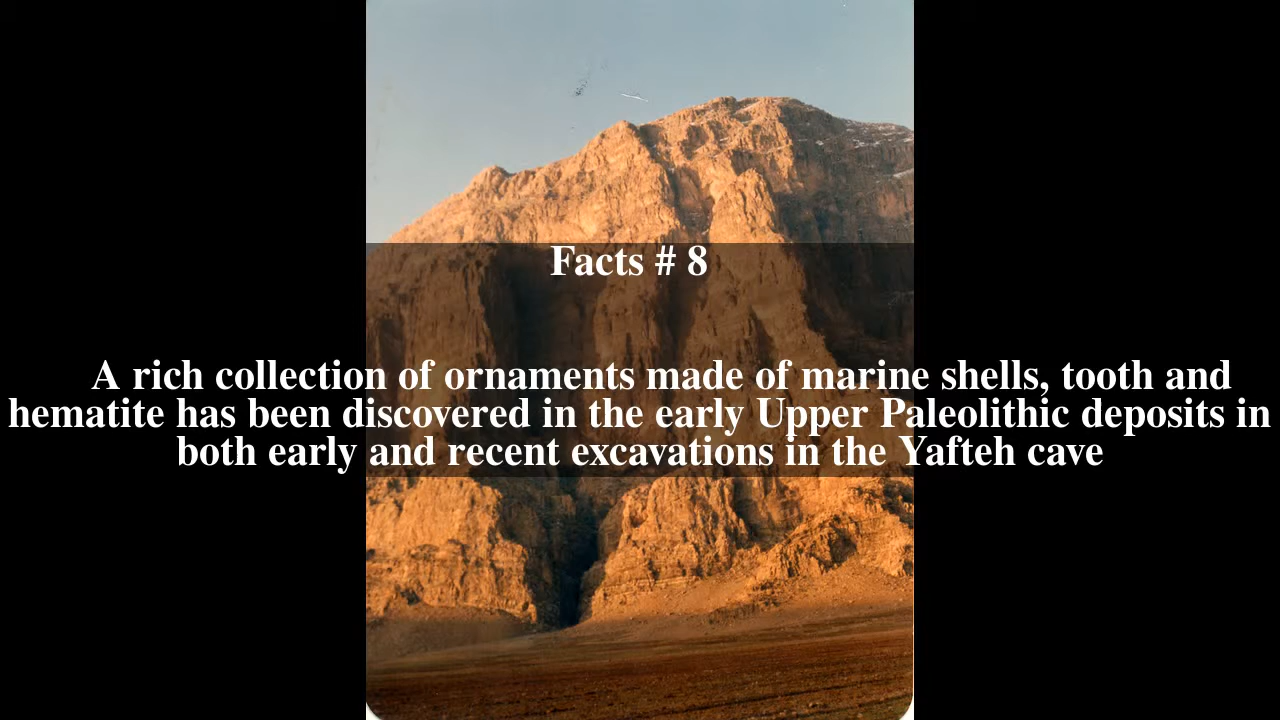 Facts # 8
A rich collection of ornaments made of marine shells, tooth and
hematite has been discovered in the early Upper Paleolithic deposits in
both early and recent excavations in the Yafteh cave